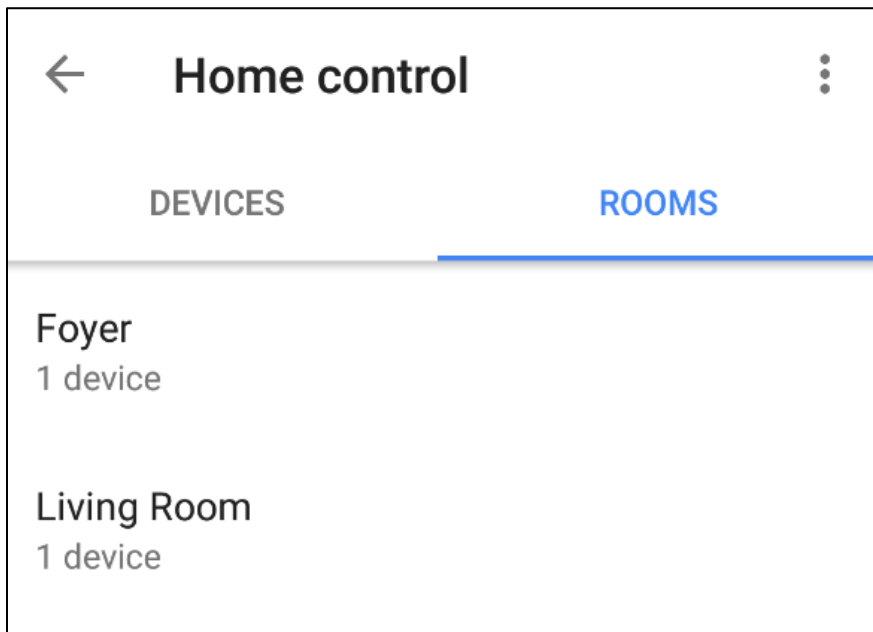 Home control
DEVICES
ROOMS
Foyer
1 device
Living Room
1 device